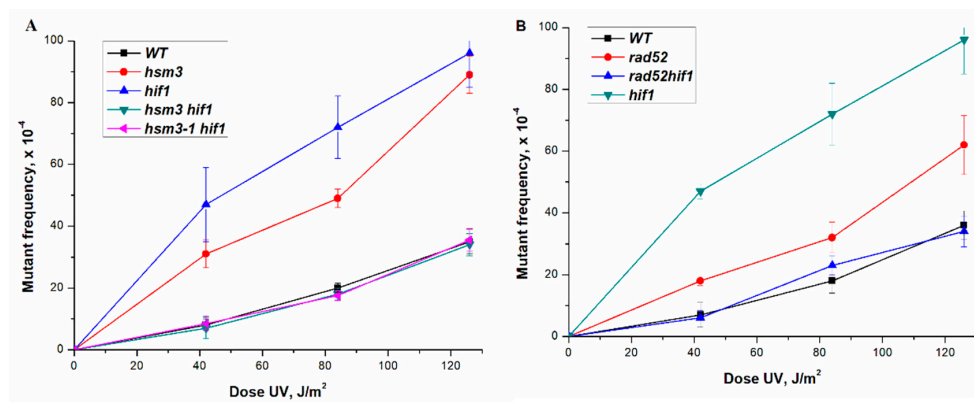 A
WT
hsm3
hif1
hsm3 hif1
hsm3-1 hif1
100
80
60
40
20
0
Mutant frequency, x 10⁻⁴
0 20 40 60 80 100 120
Dose UV, J/m²
B
WT
rad52
rad52hif1
hif1
100
80
60
40
20
0
Mutant frequency, x 10⁻⁴
0 20 40 60 80 100 120
Dose UV, J/m²